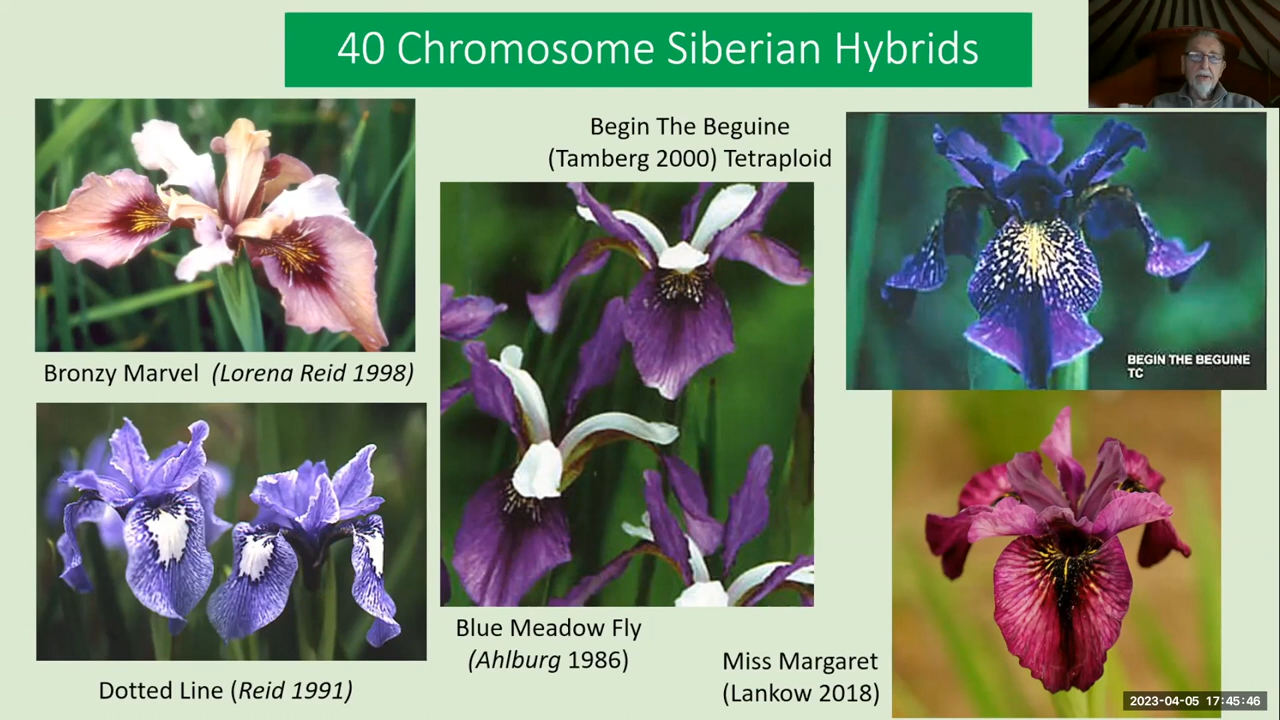 40 Chromosome Siberian Hybrids
Begin The Beguine
(Tamberg 2000) Tetraploid
BEGIN THE BEGUINE
TC
Bronzy Marvel (Lorena Reid 1998)
Blue Meadow Fly
(Ahlburg 1986)
Miss Margaret
(Lankow 2018)
Dotted Line (Reid 1991)
2023-04-05 17:45:46